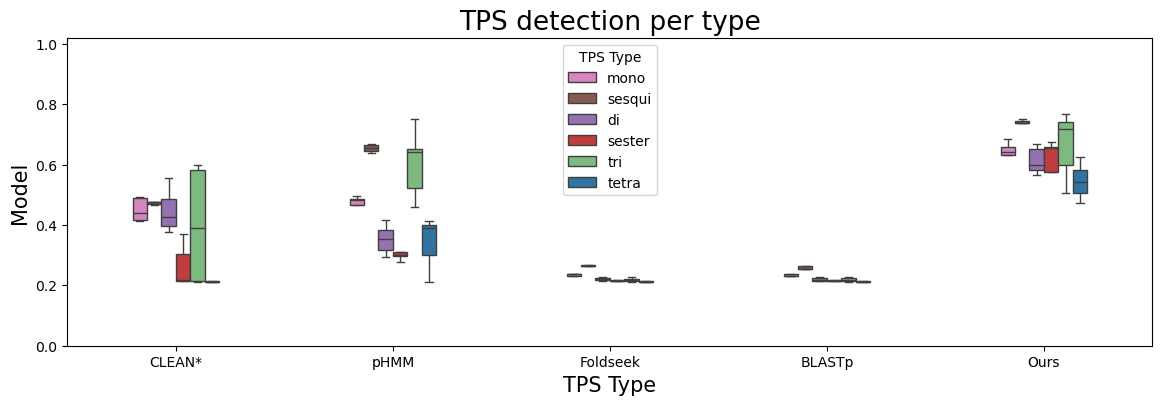 TPS detection per type
Model
1.0
0.8
0.6
0.4
0.2
0.0
TPS Type
mono
sesqui
di
sester
tri
tetra
CLEAN*
pHMM
Foldseek
BLASTp
Ours
TPS Type